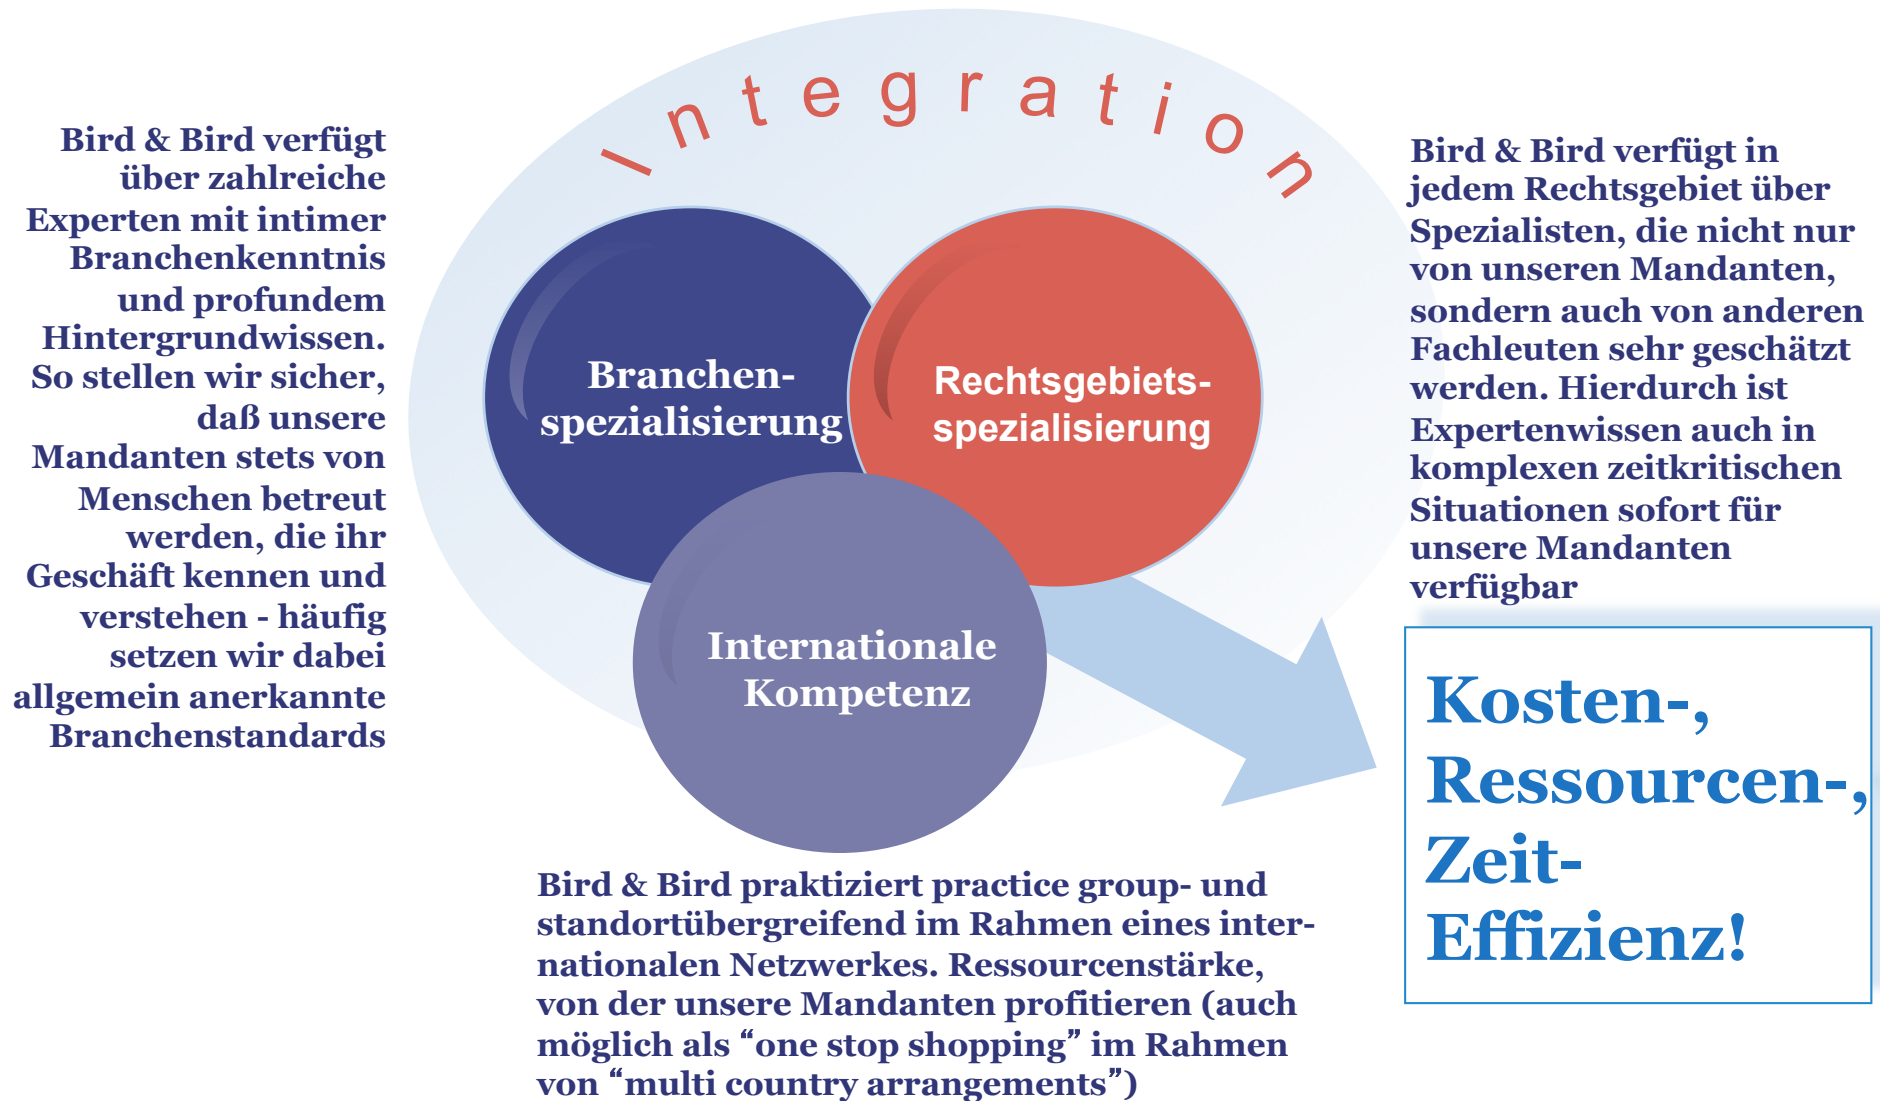 Integration
Bird & Bird verfügt
über zahlreiche
Experten mit intimer
Branchenkenntnis
und profundem
Hintergrundwissen.
So stellen wir sicher,
daß unsere
Mandanten stets von
Menschen betreut
werden, die ihr
Geschäft kennen und
verstehen - häufig
setzen wir dabei
allgemein anerkannte
Branchenstandards
Branchen-
spezialisierung
Rechtsgebiets-
spezialisierung
Internationale
Kompetenz
Bird & Bird verfügt in
jedem Rechtsgebiet über
Spezialisten, die nicht nur
von unseren Mandanten,
sondern auch von anderen
Fachleuten sehr geschätzt
werden. Hierdurch ist
Expertenwissen auch in
komplexen zeitkritischen
Situationen sofort für
unsere Mandanten
verfügbar
Kosten-,
Ressourcen-,
Zeit-
Effizienz!
Bird & Bird praktiziert practice group- und
standortübergreifend im Rahmen eines inter-
nationalen Netzwerkes. Ressourcenstärke,
von der unsere Mandanten profitieren (auch
möglich als “one stop shopping” im Rahmen
von “multi country arrangements”)